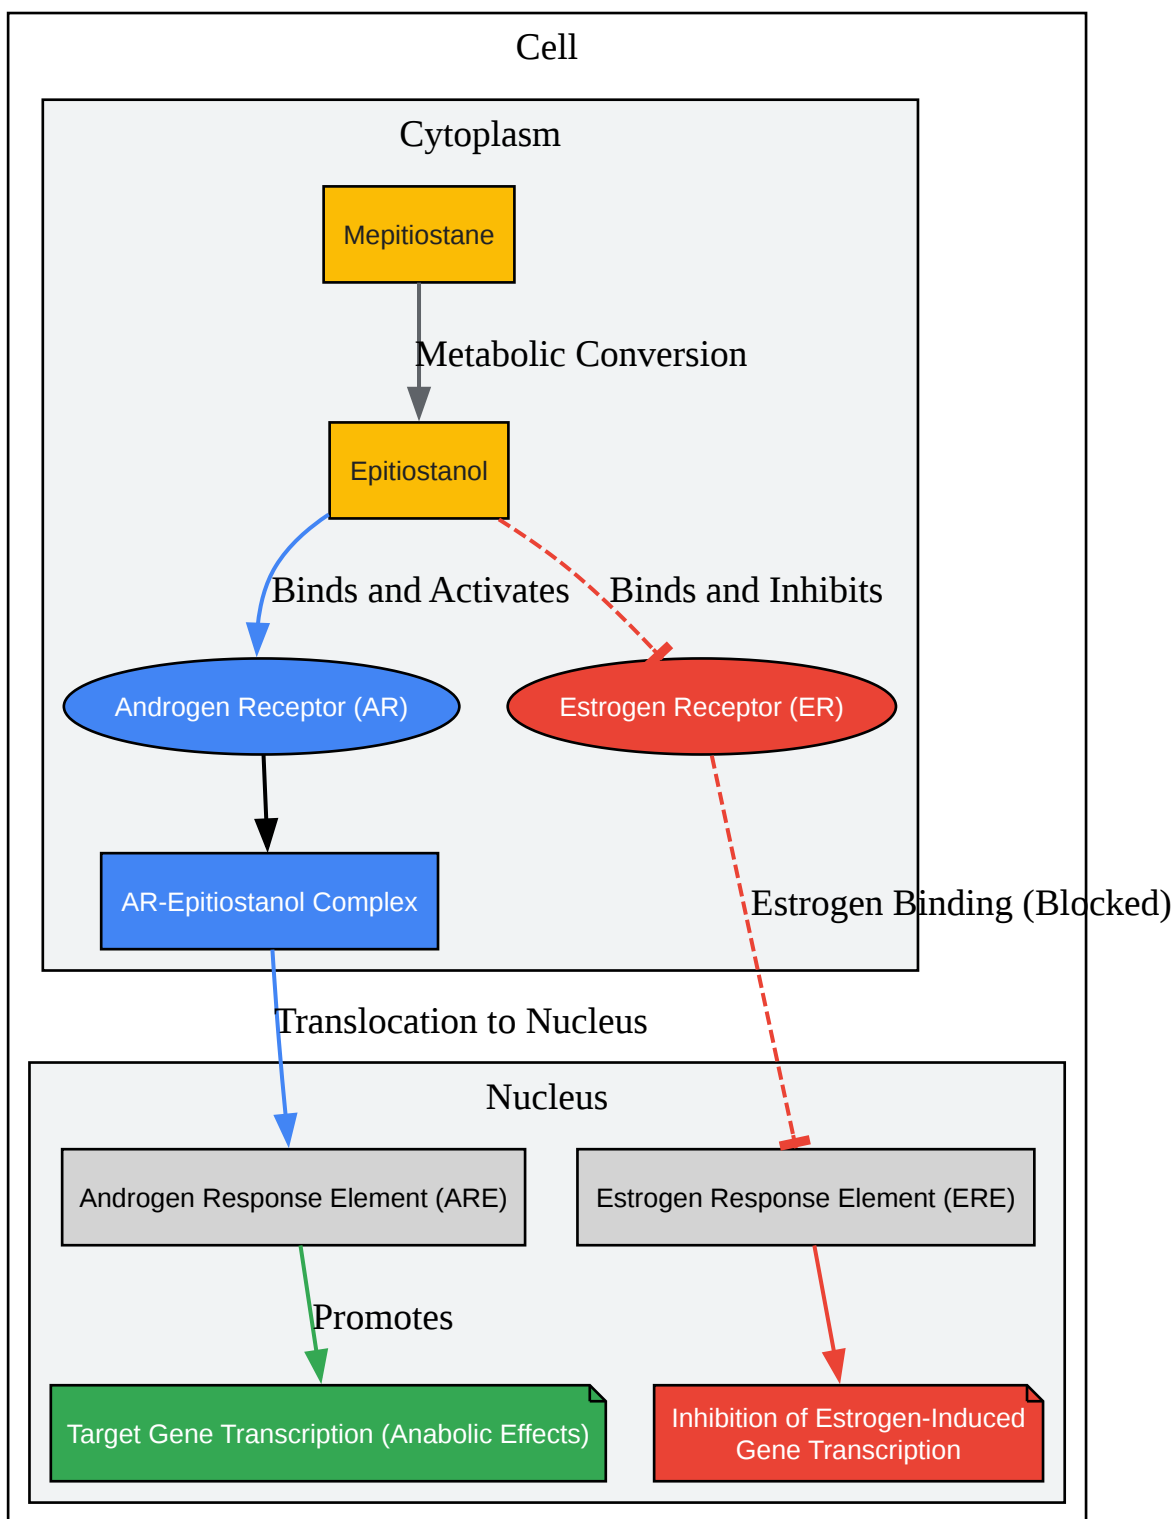 Cell
Cytoplasm
Mepitiostane
Metabolic Conversion
Epitiostanol
Binds and Activates
Binds and Inhibits
Androgen Receptor (AR)
Estrogen Receptor (ER)
AR-Epitiostanol Complex
Estrogen Binding (Blocked)
Translocation to Nucleus
Nucleus
Androgen Response Element (ARE)
Estrogen Response Element (ERE)
Promotes
Target Gene Transcription (Anabolic Effects)
Inhibition of Estrogen-Induced
Gene Transcription